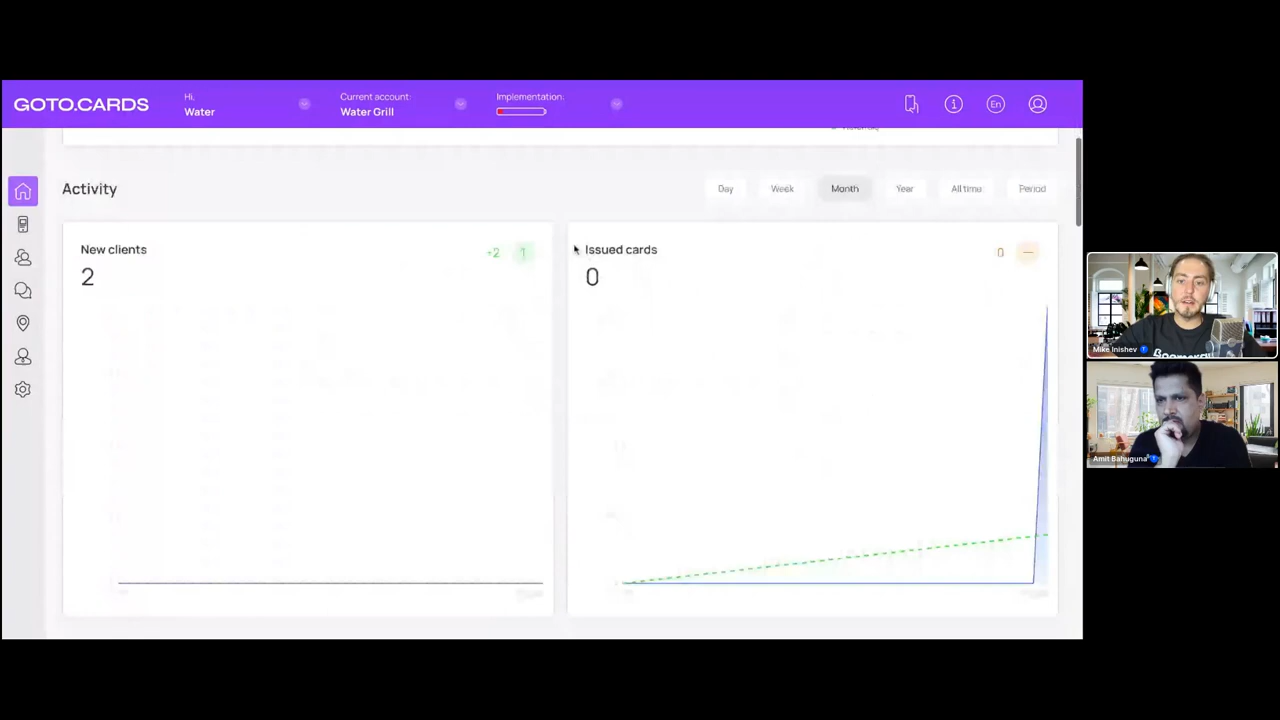 GOTO.CARDS
Hi,
Water
Current account:
Water Grill
Implementation:
En
Activity
Day
Week
Month
Year
All time
Period
New clients
2
+2
Issued cards
0
0
Mike Inishev
Amit Bahuguna